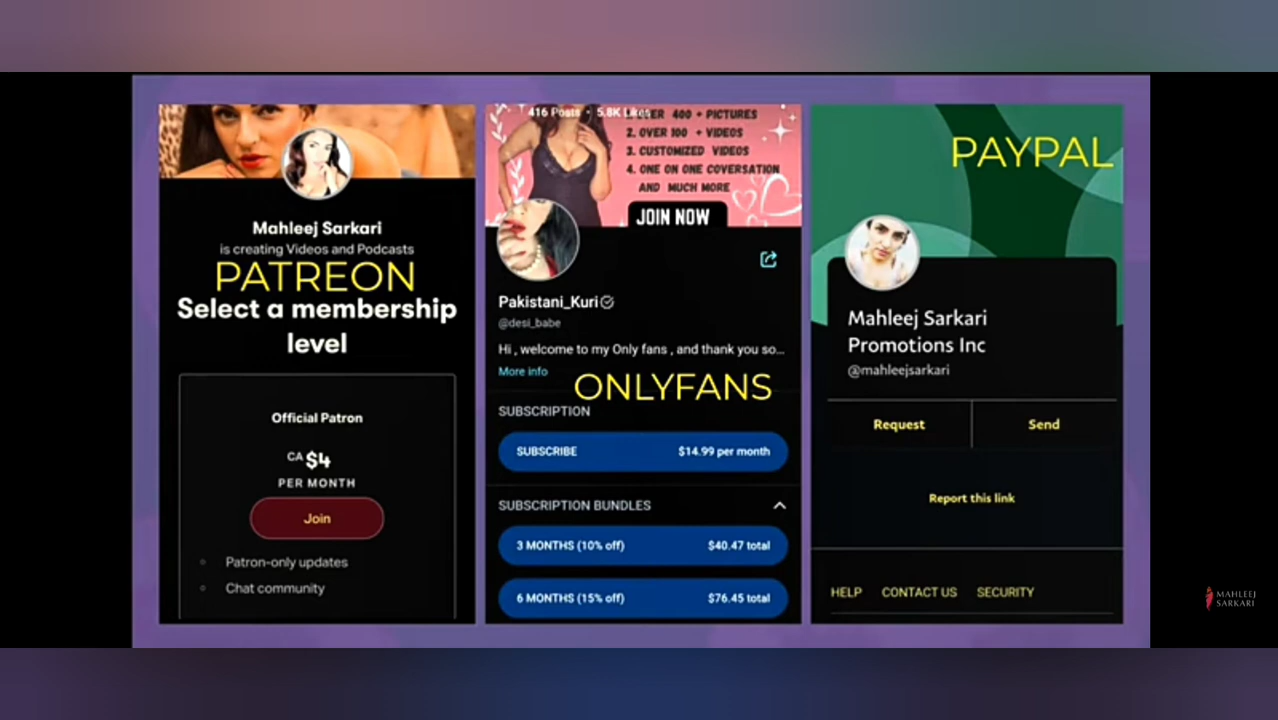 Mahleej Sarkari
is creating Videos and Podcasts
PATREON
Select a membership
level
Official Patron
CA $4
PER MONTH
Join
Patron-only updates
Chat community
416 Posts · 5.8K Likes
OVER 400 + PICTURES
2. OVER 100 + VIDEOS
3. CUSTOMIZED VIDEOS
4. ONE ON ONE COVERSATION
AND MUCH MORE
JOIN NOW
Pakistani_Kuri
@desi_babe
Hi , welcome to my Only fans , and thank you so...
More info
ONLYFANS
SUBSCRIPTION
SUBSCRIBE $14.99 per month
SUBSCRIPTION BUNDLES
3 MONTHS (10% off) $40.47 total
6 MONTHS (15% off) $76.45 total
PAYPAL
Mahleej Sarkari
Promotions Inc
@mahleejsarkari
Request Send
Report this link
HELP CONTACT US SECURITY
MAHLEEJ
SARKARI